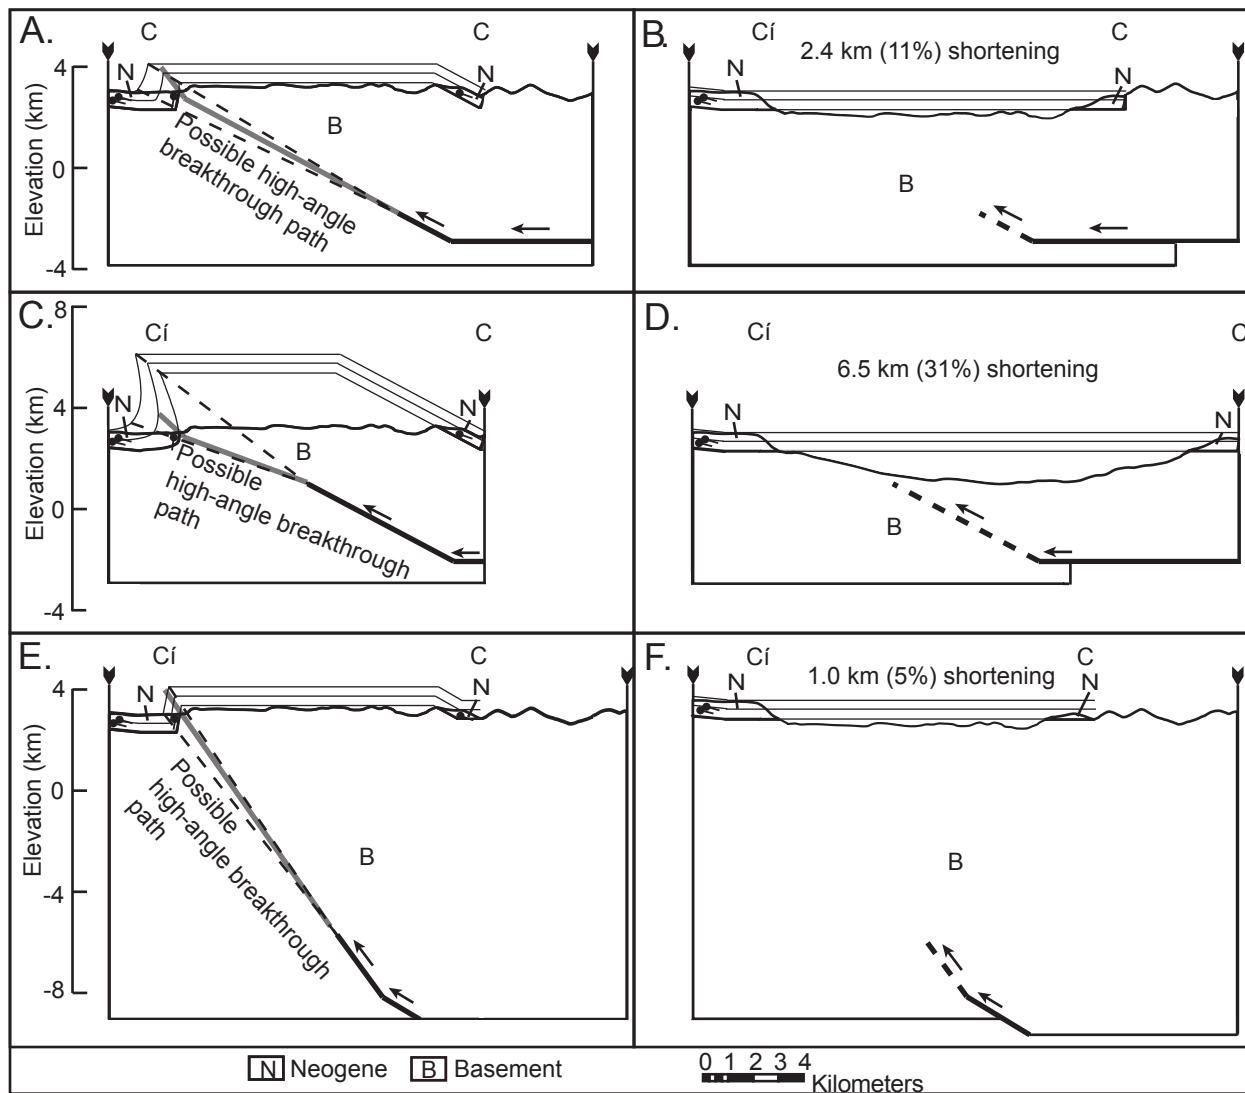 A.
C
C
4
0
-4
Elevation (km)
N
N
B
Possible high-angle
breakthrough path
B.
Cí
C
2.4 km (11%) shortening
N
N
B
C.
Cí
C
8
4
0
-4
Elevation (km)
N
N
B
Possible
high-angle breakthrough
path
D.
Cí
C
6.5 km (31%) shortening
N
N
B
E.
Cí
C
4
0
-4
-8
Elevation (km)
N
N
B
Possible
high-angle breakthrough
path
F.
Cí
C
1.0 km (5%) shortening
N
N
B
N Neogene B Basement
0 1 2 3 4
Kilometers